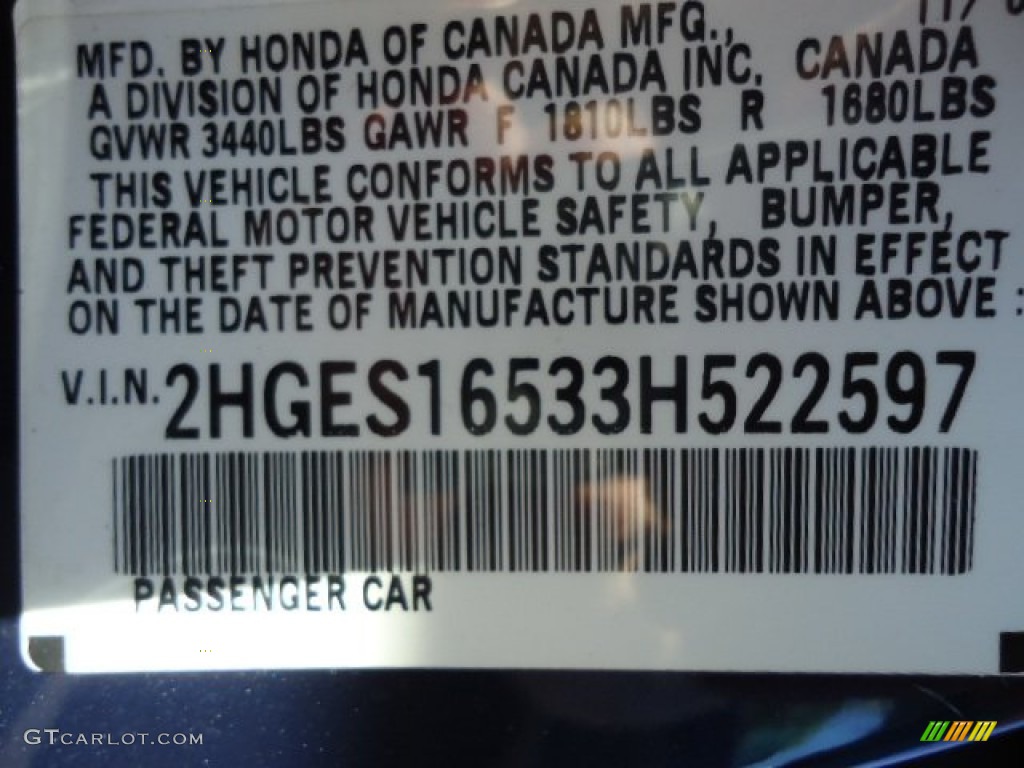 MFD. BY HONDA OF CANADA MFG.,
A DIVISION OF HONDA CANADA INC. CANADA
GVWR 3440LBS GAWR F 1810LBS R 1680LBS
THIS VEHICLE CONFORMS TO ALL APPLICABLE
FEDERAL MOTOR VEHICLE SAFETY, BUMPER,
AND THEFT PREVENTION STANDARDS IN EFFECT
ON THE DATE OF MANUFACTURE SHOWN ABOVE :
V.I.N. 2HGES16533H522597
PASSENGER CAR
GTCARLOT.COM